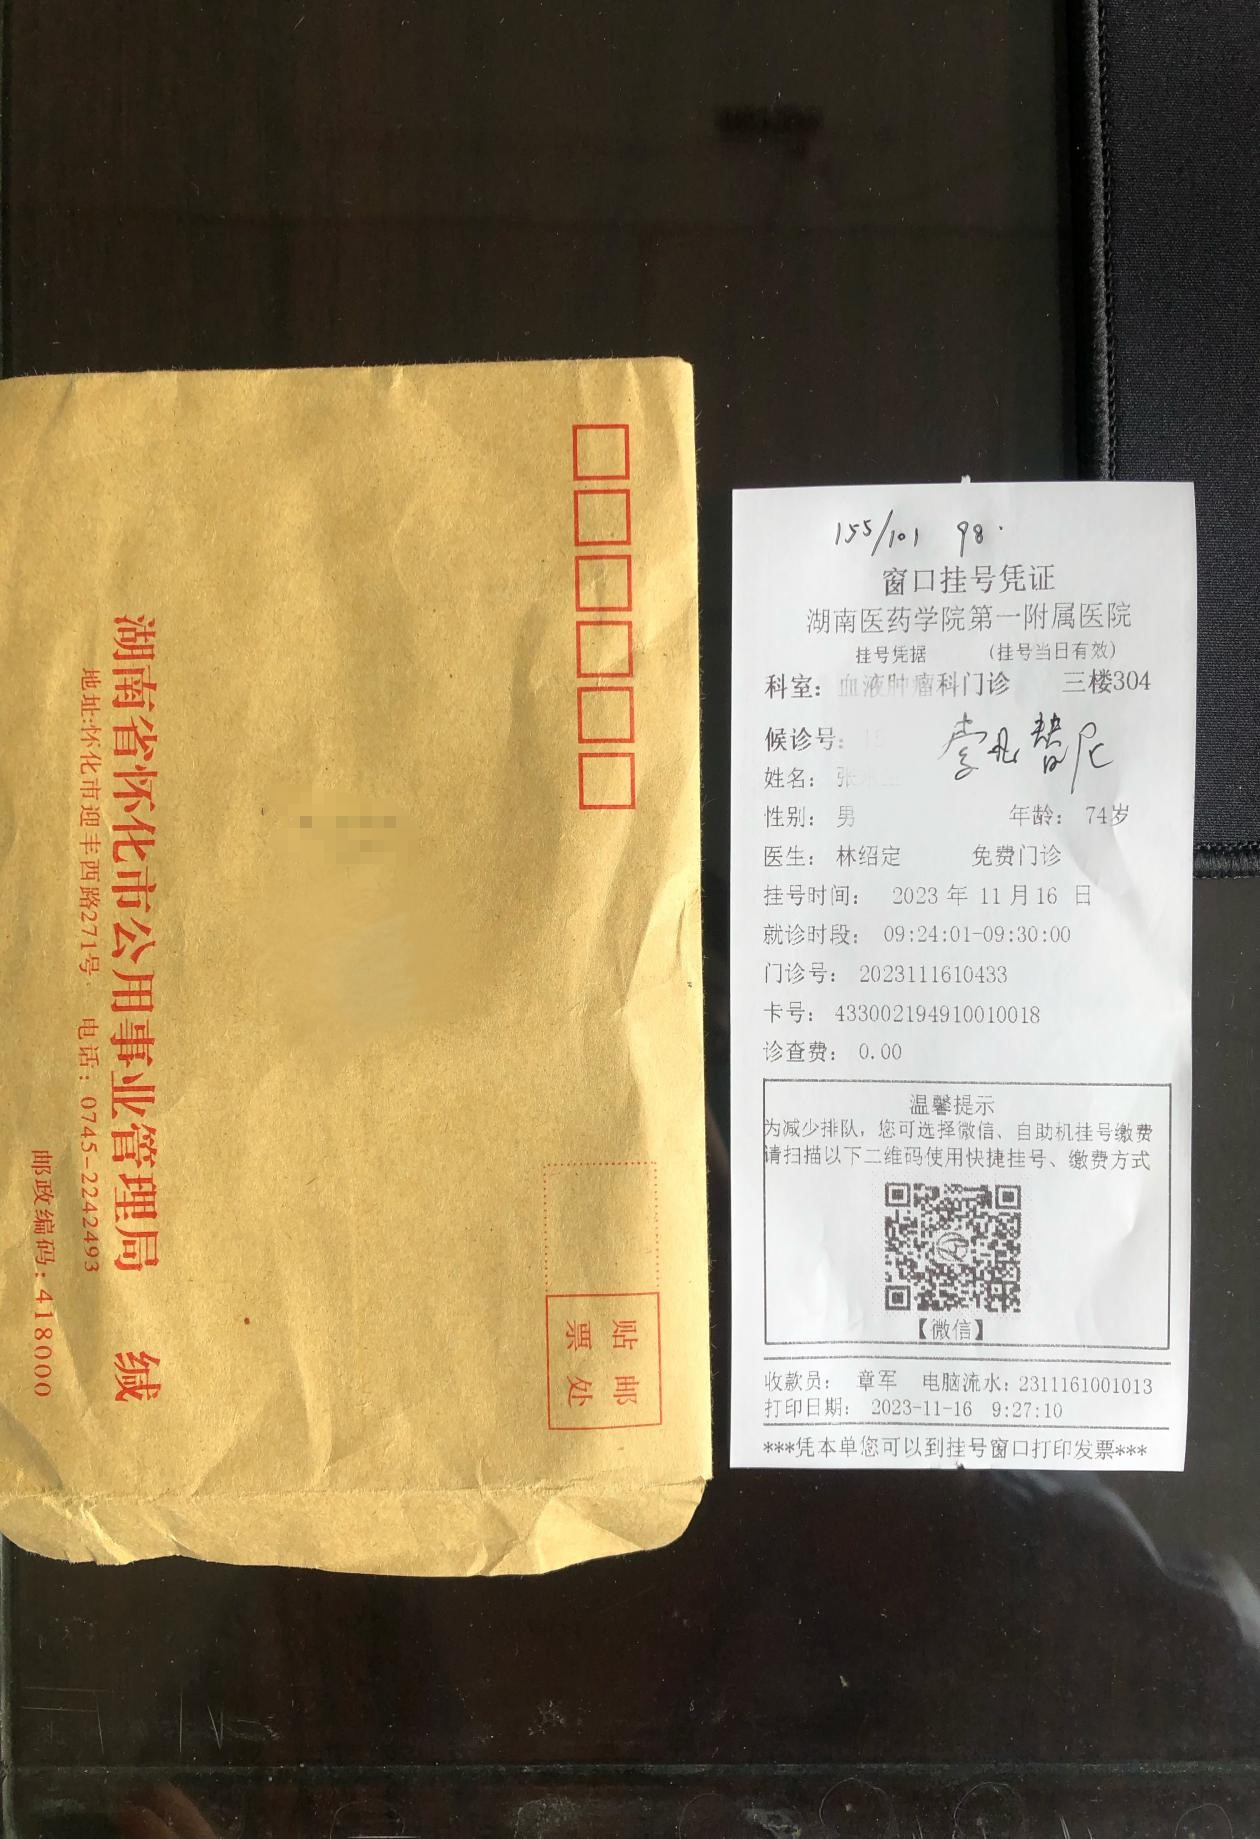 湖南省怀化市公用事业管理局 缄
地址:怀化市迎丰西路271号 电话:0745-2242493
邮政编码:418000
贴邮
票处
155/101 98.
窗口挂号凭证
湖南医药学院第一附属医院
挂号凭据 (挂号当日有效)
科室: 血液肿瘤科门诊 三楼304
候诊号:
姓名: 张
性别: 男 年龄: 74岁
医生: 林绍定 免费门诊
挂号时间: 2023 年 11 月 16 日
就诊时段: 09:24:01-09:30:00
门诊号: 2023111610433
卡号: 433002194910010018
诊查费: 0.00
温馨提示
为减少排队，您可选择微信、自助机挂号缴费
请扫描以下二维码使用快捷挂号、缴费方式
【微信】
收款员: 章军 电脑流水:2311161001013
打印日期: 2023-11-16 9:27:10
***凭本单您可以到挂号窗口打印发票***